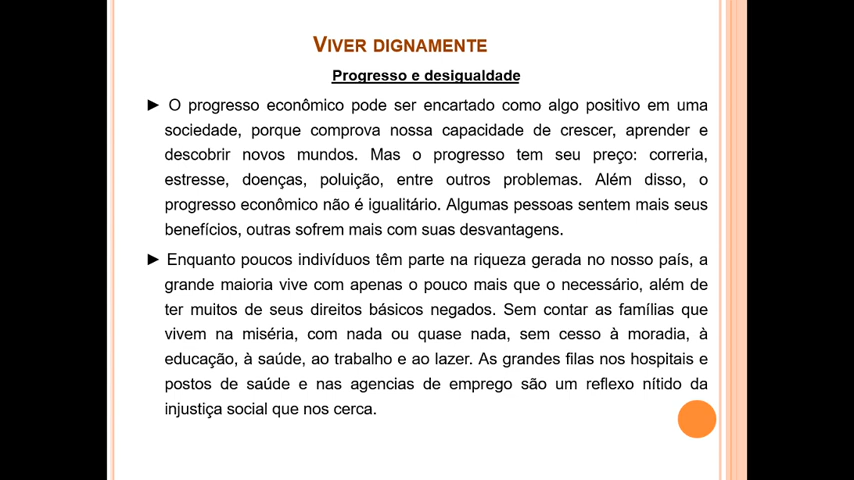 VIVER DIGNAMENTE
Progresso e desigualdade
► O progresso econômico pode ser encartado como algo positivo em uma
sociedade, porque comprova nossa capacidade de crescer, aprender e
descobrir novos mundos. Mas o progresso tem seu preço: correria,
estresse, doenças, poluição, entre outros problemas. Além disso, o
progresso econômico não é igualitário. Algumas pessoas sentem mais seus
benefícios, outras sofrem mais com suas desvantagens.
► Enquanto poucos indivíduos têm parte na riqueza gerada no nosso país, a
grande maioria vive com apenas o pouco mais que o necessário, além de
ter muitos de seus direitos básicos negados. Sem contar as famílias que
vivem na miséria, com nada ou quase nada, sem cesso à moradia, à
educação, à saúde, ao trabalho e ao lazer. As grandes filas nos hospitais e
postos de saúde e nas agencias de emprego são um reflexo nítido da
injustiça social que nos cerca.